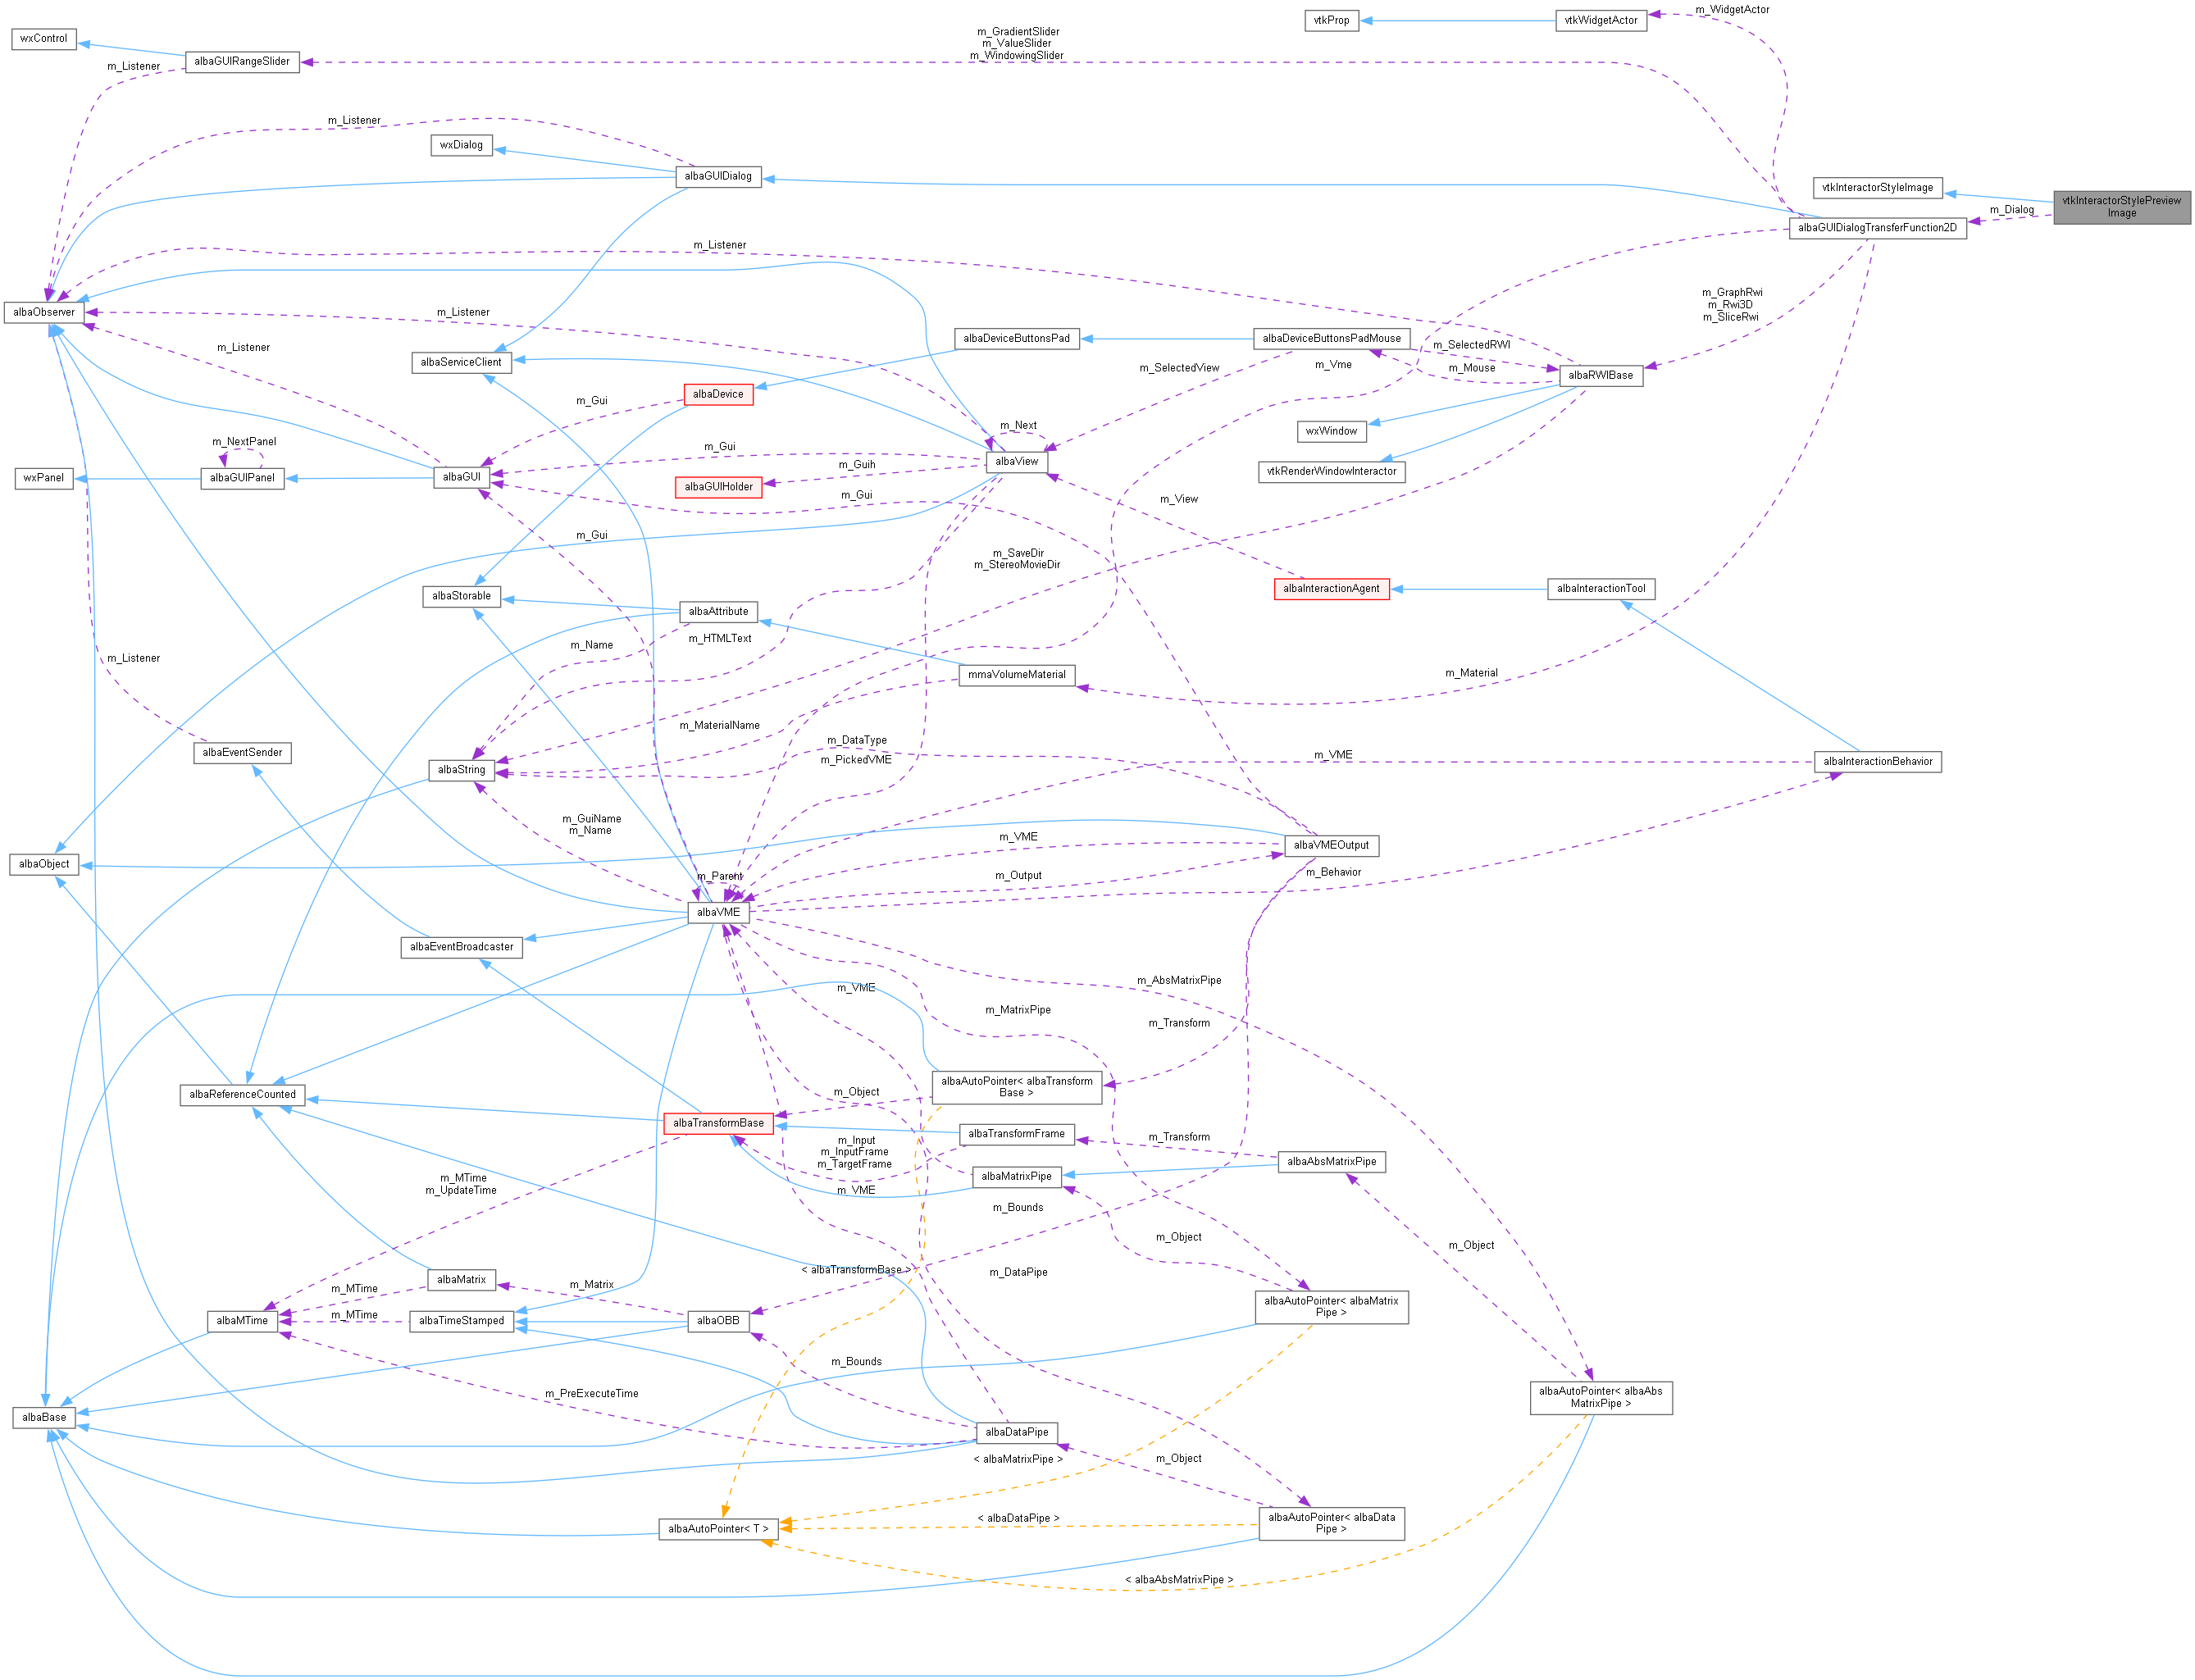 vtkProp
vtkWidgetActor
m_WidgetActor
wxControl
albaGUIRangeSlider
m_GradientSlider
m_ValueSlider
m_WindowingSlider
m_Listener
m_Listener
wxDialog
albaGUIDialog
vtkInteractorStyleImage
vtkInteractorStylePreview
Image
m_Dialog
albaGUIDialogTransferFunction2D
m_Listener
m_GraphRwi
m_Rwi3D
m_SliceRwi
albaObserver
m_Listener
albaDeviceButtonsPad
albaDeviceButtonsPadMouse
m_SelectedRWI
m_Listener
albaServiceClient
m_SelectedView
m_Vme
m_Mouse
albaRWIBase
albaDevice
m_Gui
m_Next
wxWindow
m_NextPanel
m_Gui
albaView
m_Guih
vtkRenderWindowInteractor
wxPanel
albaGUIPanel
albaGUI
albaGUIHolder
m_Gui
m_View
m_Gui
m_SaveDir
m_StereoMovieDir
albaStorable
albaAttribute
albaInteractionAgent
albaInteractionTool
m_Name
m_HTMLText
m_Listener
mmaVolumeMaterial
m_Material
m_MaterialName
m_DataType
albaEventSender
m_PickedVME
m_VME
albaInteractionBehavior
albaString
m_GuiName
m_Name
m_VME
albaVMEOutput
albaObject
m_Parent
m_Output
m_Behavior
albaVME
albaEventBroadcaster
m_VME
m_AbsMatrixPipe
m_MatrixPipe
m_Transform
albaReferenceCounted
m_Object
albaAutoPointer< albaTransform
Base >
albaTransformBase
albaTransformFrame
m_Transform
m_Input
m_InputFrame
m_TargetFrame
albaAbsMatrixPipe
m_MTime
m_UpdateTime
m_VME
albaMatrixPipe
m_Bounds
m_Object
m_Object
< albaTransformBase >
m_DataPipe
albaMatrix
m_Matrix
m_MTime
albaMTime
m_MTime
albaTimeStamped
albaOBB
albaAutoPointer< albaMatrix
Pipe >
m_Bounds
m_PreExecuteTime
albaAutoPointer< albaAbs
MatrixPipe >
albaBase
albaDataPipe
< albaMatrixPipe >
m_Object
albaAutoPointer< T >
< albaDataPipe >
albaAutoPointer< albaData
Pipe >
< albaAbsMatrixPipe >